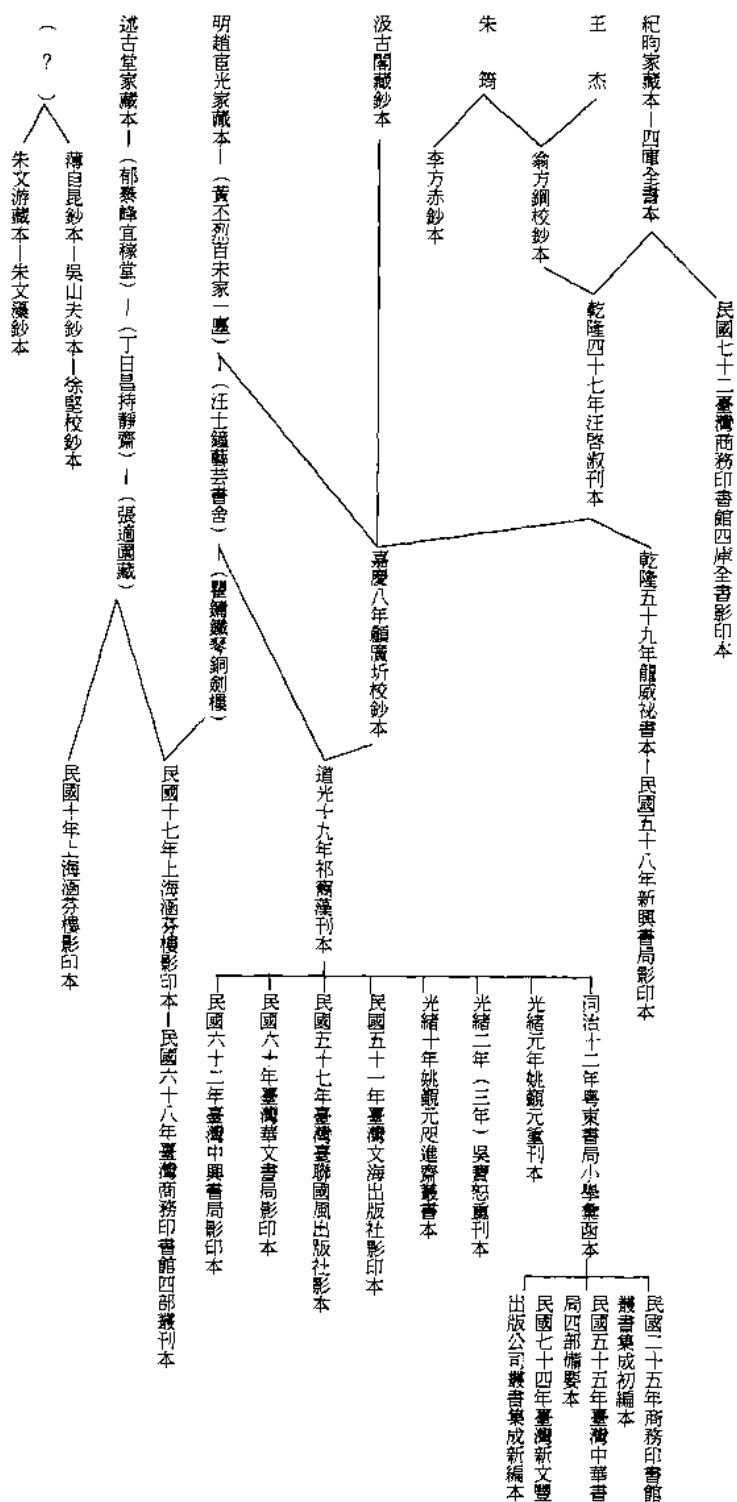 紀昀家藏本—四庫全書本
民國七十二臺灣商務印書館四庫全書影印本
王杰
翁方綱校鈔本
乾隆四十七年汪啓淑刊本
乾隆五十九年龍威祕書本—民國五十八年新興書局影印本
朱筠
李方赤鈔本
汲古閣藏鈔本
嘉慶八年顧廣圻校鈔本
明趙宧光家藏本—（黃丕烈百宋一廛）—（汪士鐘藝芸書舍）—（瞿鏞鐵琴銅劍樓）
道光十九年祁寯藻刊本
同治十二年粵東書局小學彙函本
民國二十五年商務印書館
叢書集成初編本
民國五十五年臺灣中華書
局四部備要本
民國七十四年臺灣新文豐
出版公司叢書集成新編本
光緒元年姚覲元重刊本
光緒二年（三年）吳寶恕重刊本
光緒十年姚覲元咫進齋叢書本
民國五十一年臺灣文海出版社影印本
民國五十七年臺灣臺聯國風出版社影本
民國六十年臺灣華文書局影印本
民國六十二年臺灣中興書局影印本
述古堂家藏本—（郁泰峰宜稼堂）—（丁日昌持靜齋）—（張適園藏）
民國十七年上海涵芬樓影印本—民國六十八年臺灣商務印書館四部叢刊本
民國十年上海涵芬樓影印本
（？）
薄自昆鈔本—吳山夫鈔本—徐堅校鈔本
朱文游藏本—朱文藻鈔本